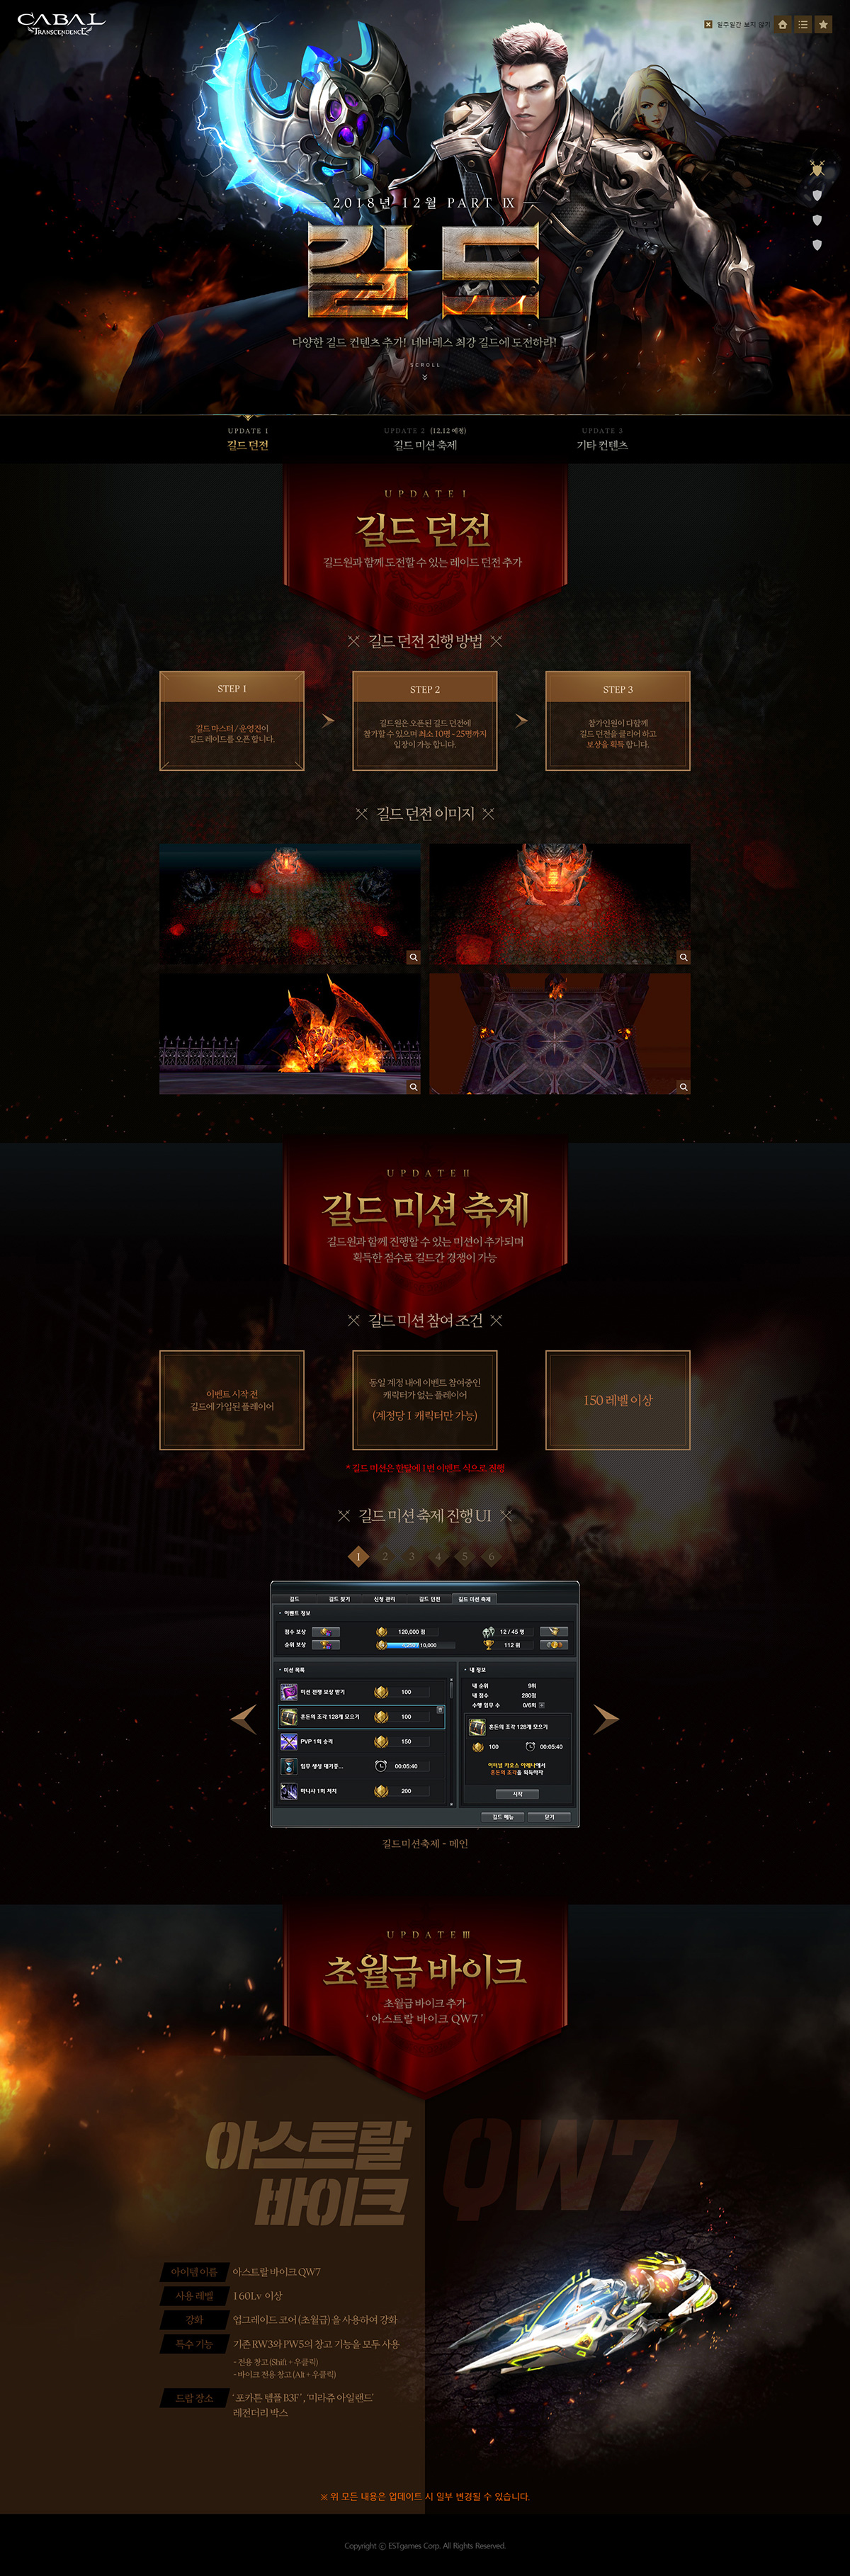 CABAL
TRANSCENDENCE
일주일간 보지 않기
2018년 12월 PART Ⅸ
길드
다양한 길드 컨텐츠 추가! 네바레스 최강 길드에 도전하라!
SCROLL
UPDATE 1
길드 던전
UPDATE 2 (12.12 예정)
길드 미션 축제
UPDATE 3
기타 컨텐츠
UPDATE Ⅰ
길드 던전
길드원과 함께 도전할 수 있는 레이드 던전 추가
길드 던전 진행 방법
STEP 1
길드 마스터 / 운영진이
길드 레이드를 오픈 합니다.
STEP 2
길드원은 오픈된 길드 던전에
참가할 수 있으며 최소 10명 ~ 25명까지
입장이 가능 합니다.
STEP 3
참가인원이 다함께
길드 던전을 클리어 하고
보상을 획득 합니다.
길드 던전 이미지
UPDATE Ⅱ
길드 미션 축제
길드원과 함께 진행할 수 있는 미션이 추가되며
획득한 점수로 길드간 경쟁이 가능
길드 미션 참여 조건
이벤트 시작 전
길드에 가입된 플레이어
동일 계정 내에 이벤트 참여중인
캐릭터가 없는 플레이어
(계정당 1 캐릭터만 가능)
150 레벨 이상
* 길드 미션은 한달에 1번 이벤트 식으로 진행
길드 미션 축제 진행 UI
1 2 3 4 5 6
길드 길드 찾기 신청 관리 길드 던전 길드 미션 축제
이벤트 정보
점수 보상 120,000 점 12 / 45 명
순위 보상 10,000 112 위
미션 목록
미션 전쟁 보상 받기 100
혼돈의 조각 128개 모으기 100
PVP 1회 승리 150
임무 생성 대기중... 00:05:40
마니사 1회 처치 200
내 정보
내 순위 9위
내 점수 280점
수행 임무 수 0/6회
혼돈의 조각 128개 모으기
100 00:05:40
이터널 카오스 아레나에서
혼돈의 조각을 획득하자
시작
길드 메뉴 닫기
길드미션축제 - 메인
UPDATE Ⅲ
초월급 바이크
초월급 바이크 추가
‘ 아스트랄 바이크 QW7 ’
아스트랄
바이크
QW7
아이템 이름 아스트랄 바이크 QW7
사용 레벨 160Lv 이상
강화 업그레이드 코어 (초월급) 을 사용하여 강화
특수 기능 기존 RW3와 PW5의 창고 기능을 모두 사용
- 전용 창고 (Shift + 우클릭)
- 바이크 전용 창고 (Alt + 우클릭)
드랍 장소 ‘포카튼 템플 B3F’ , ‘미라쥬 아일랜드’
레전더리 박스
※ 위 모든 내용은 업데이트 시 일부 변경될 수 있습니다.
Copyright ⓒ ESTgames Corp. All Rights Reserved.